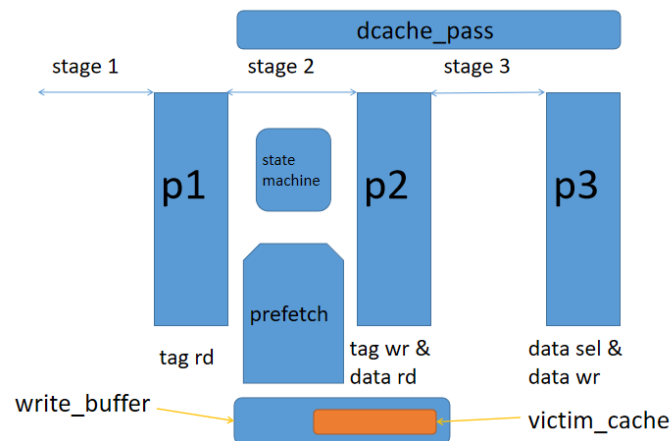 dcache_pass
stage 1
stage 2
stage 3
p1
state
machine
p2
p3
prefetch
tag rd
tag wr &
data rd
data sel &
data wr
write_buffer
victim_cache